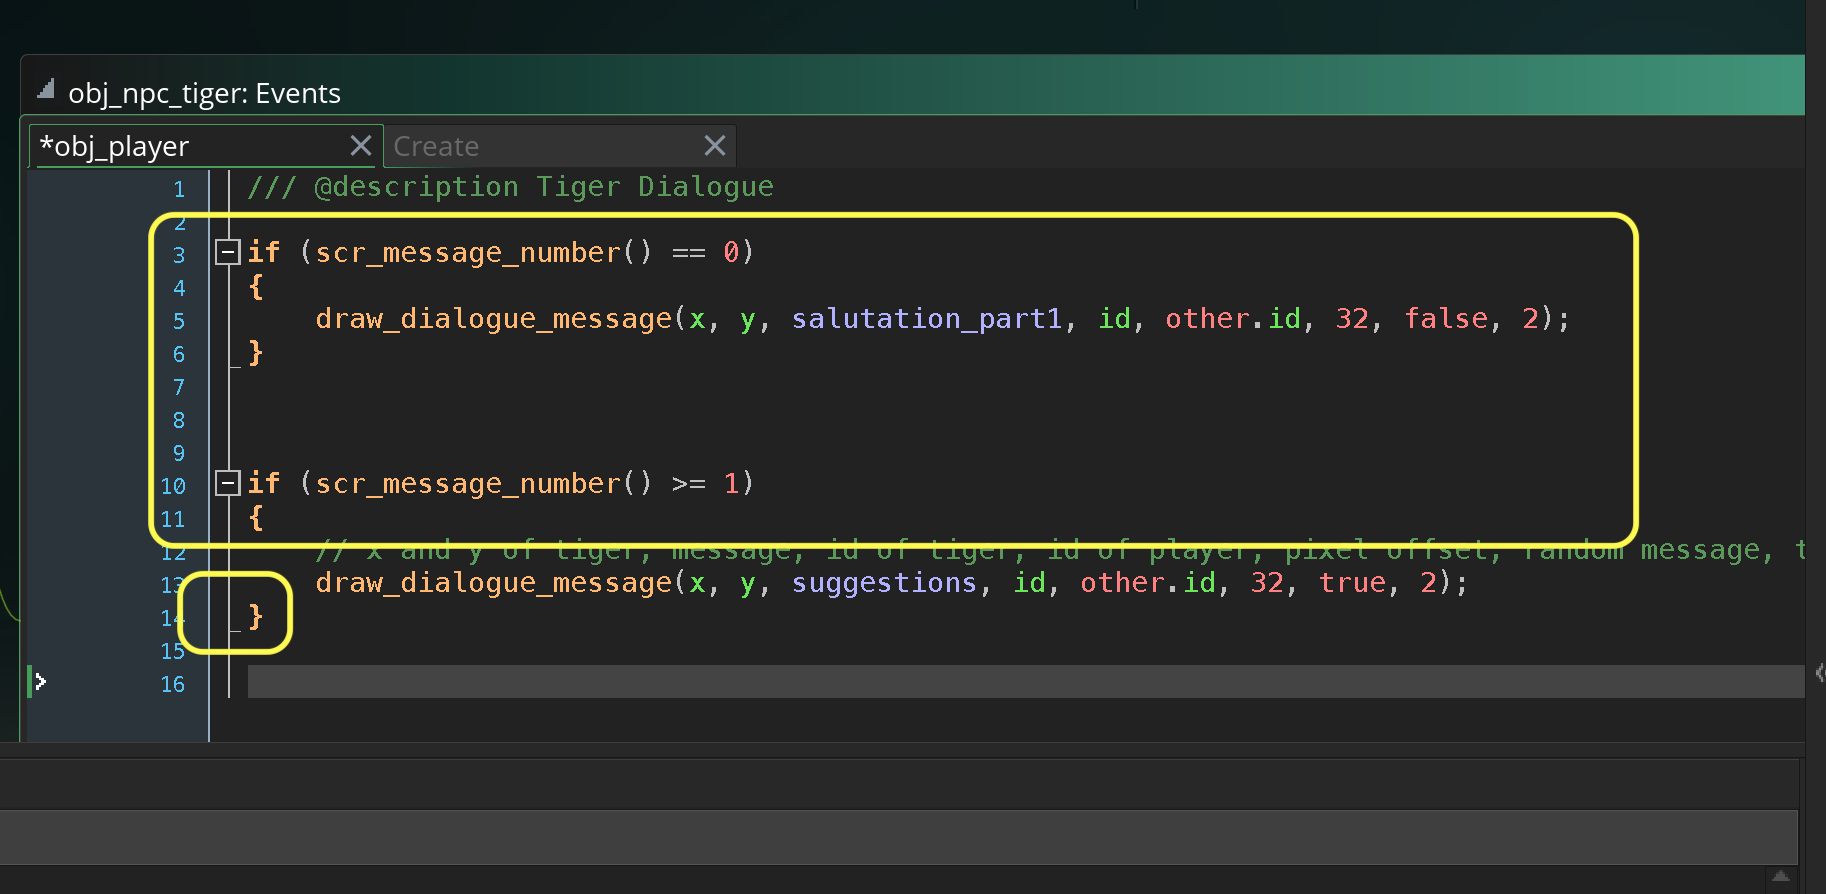 obj_npc_tiger: Events
*obj_player
Create
1 /// @description Tiger Dialogue
2
3 if (scr_message_number() == 0)
4 {
5 draw_dialogue_message(x, y, salutation_part1, id, other.id, 32, false, 2);
6 }
7
8
9
10 if (scr_message_number() >= 1)
11 {
12 // x and y of tiger, message, id of tiger, id of player, pixel offset, random message, t
13 draw_dialogue_message(x, y, suggestions, id, other.id, 32, true, 2);
14 }
15
16